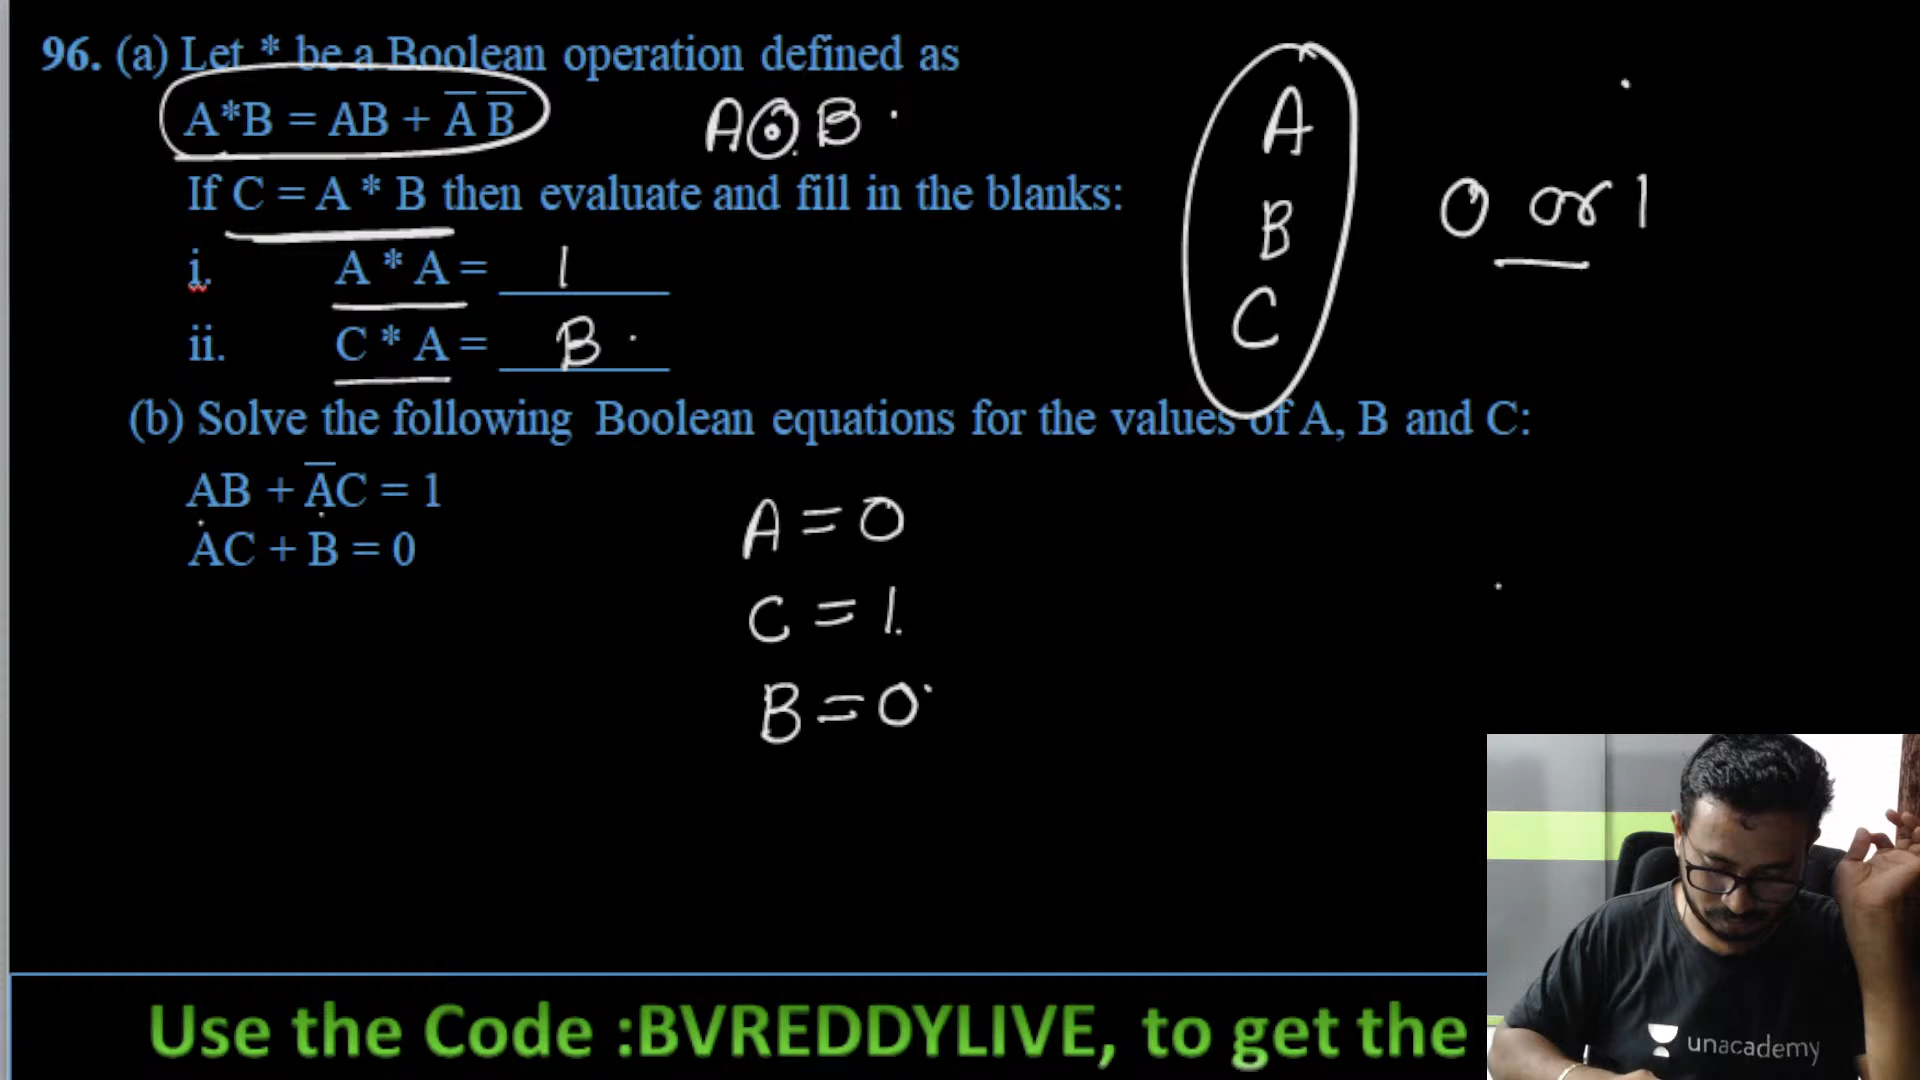 96. (a) Let * be a Boolean operation defined as
A*B = AB + A̅ B̅
A⊙B
If C = A * B then evaluate and fill in the blanks:
i. A * A = 1
ii. C * A = B
A
B
C
0 or 1
(b) Solve the following Boolean equations for the values of A, B and C:
AB + A̅C = 1
AC + B = 0
A = 0
C = 1
B = 0
Use the Code :BVREDDYLIVE, to get the
unacademy